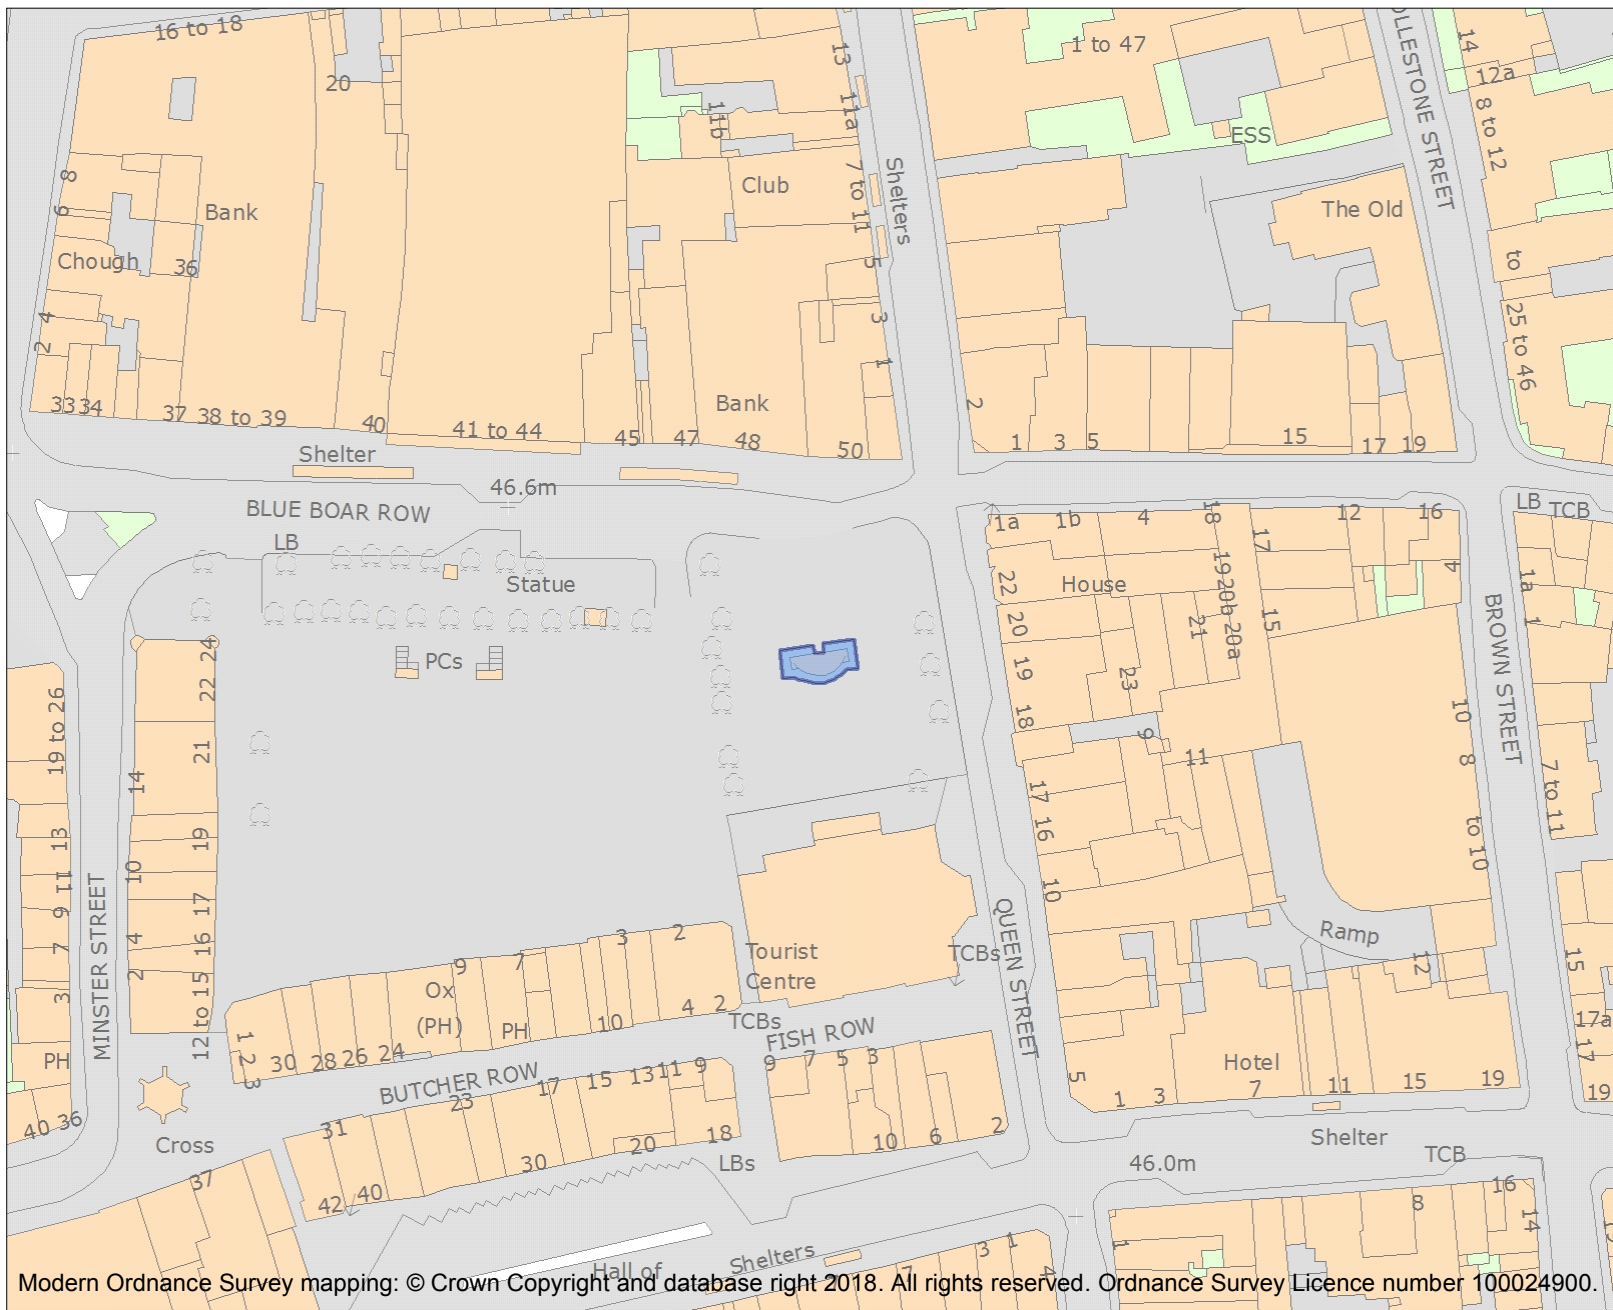 16 to 18
20
13
11a
11b
1 to 47
OLLESTONE STREET
14
12a
8 to 12
ESS
Shelters
Club
7 to 11
8
6
Bank
Chough
36
The Old
to
5
3
1
4
2
25 to 46
33
34
37
38 to 39
40
41 to 44
45
47
48
50
Bank
2
1
3
5
15
17
19
Shelter
46.6m
BLUE BOAR ROW
LB
Statue
PCs
LB
TCB
1a
1b
4
18
17
12
16
4
22
House
19
20b
20a
15
21
20
19
18
23
9
11
1a
1
BROWN STREET
10
8
to 10
7 to 11
24
22
21
19
17
16
12 to 15
14
10
4
2
19 to 26
13
11
9
7
3
PH
40
36
MINSTER STREET
17
16
10
QUEEN STREET
TCBs
Ramp
12
15
17a
17
19
Tourist
Centre
3
2
9
7
Ox
(PH)
PH
10
4
2
TCBs
FISH ROW
1
2
3
30
28
26
24
BUTCHER ROW
23
17
15
13
11
9
9
7
5
3
Cross
31
37
42
40
30
20
18
LBs
10
6
2
Hotel
5
1
3
7
11
15
19
Shelter
TCB
46.0m
8
16
14
1
Hall of
Shelters
7
3
1
4
Modern Ordnance Survey mapping: © Crown Copyright and database right 2018. All rights reserved. Ordnance Survey Licence number 100024900.